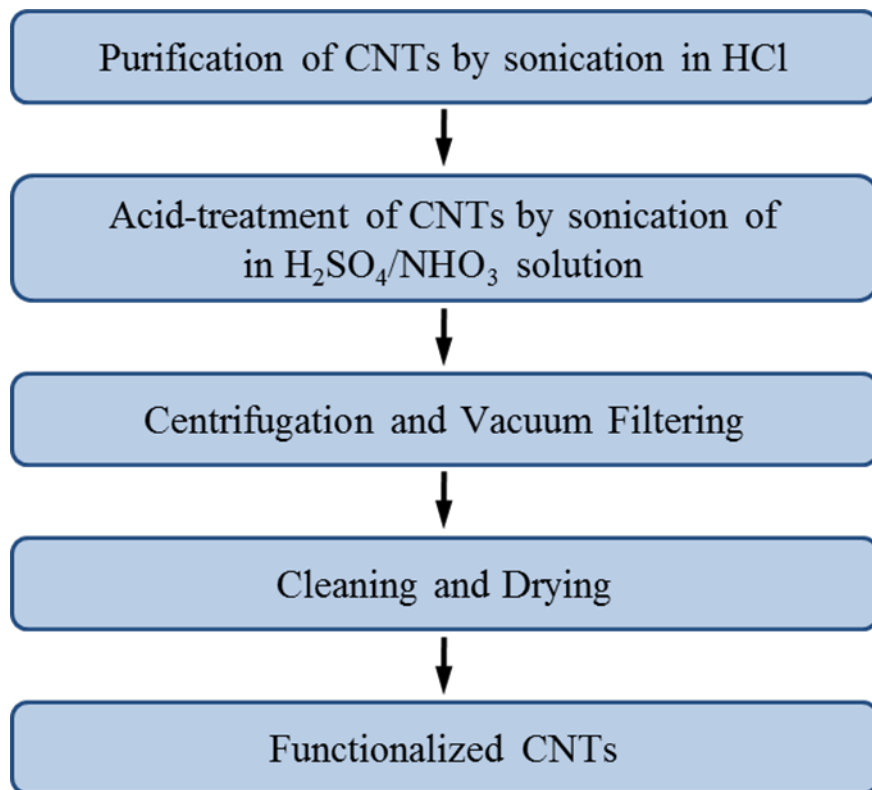 Purification of CNTs by sonication in HCl
Acid-treatment of CNTs by sonication of
in H₂SO₄/NHO₃ solution
Centrifugation and Vacuum Filtering
Cleaning and Drying
Functionalized CNTs